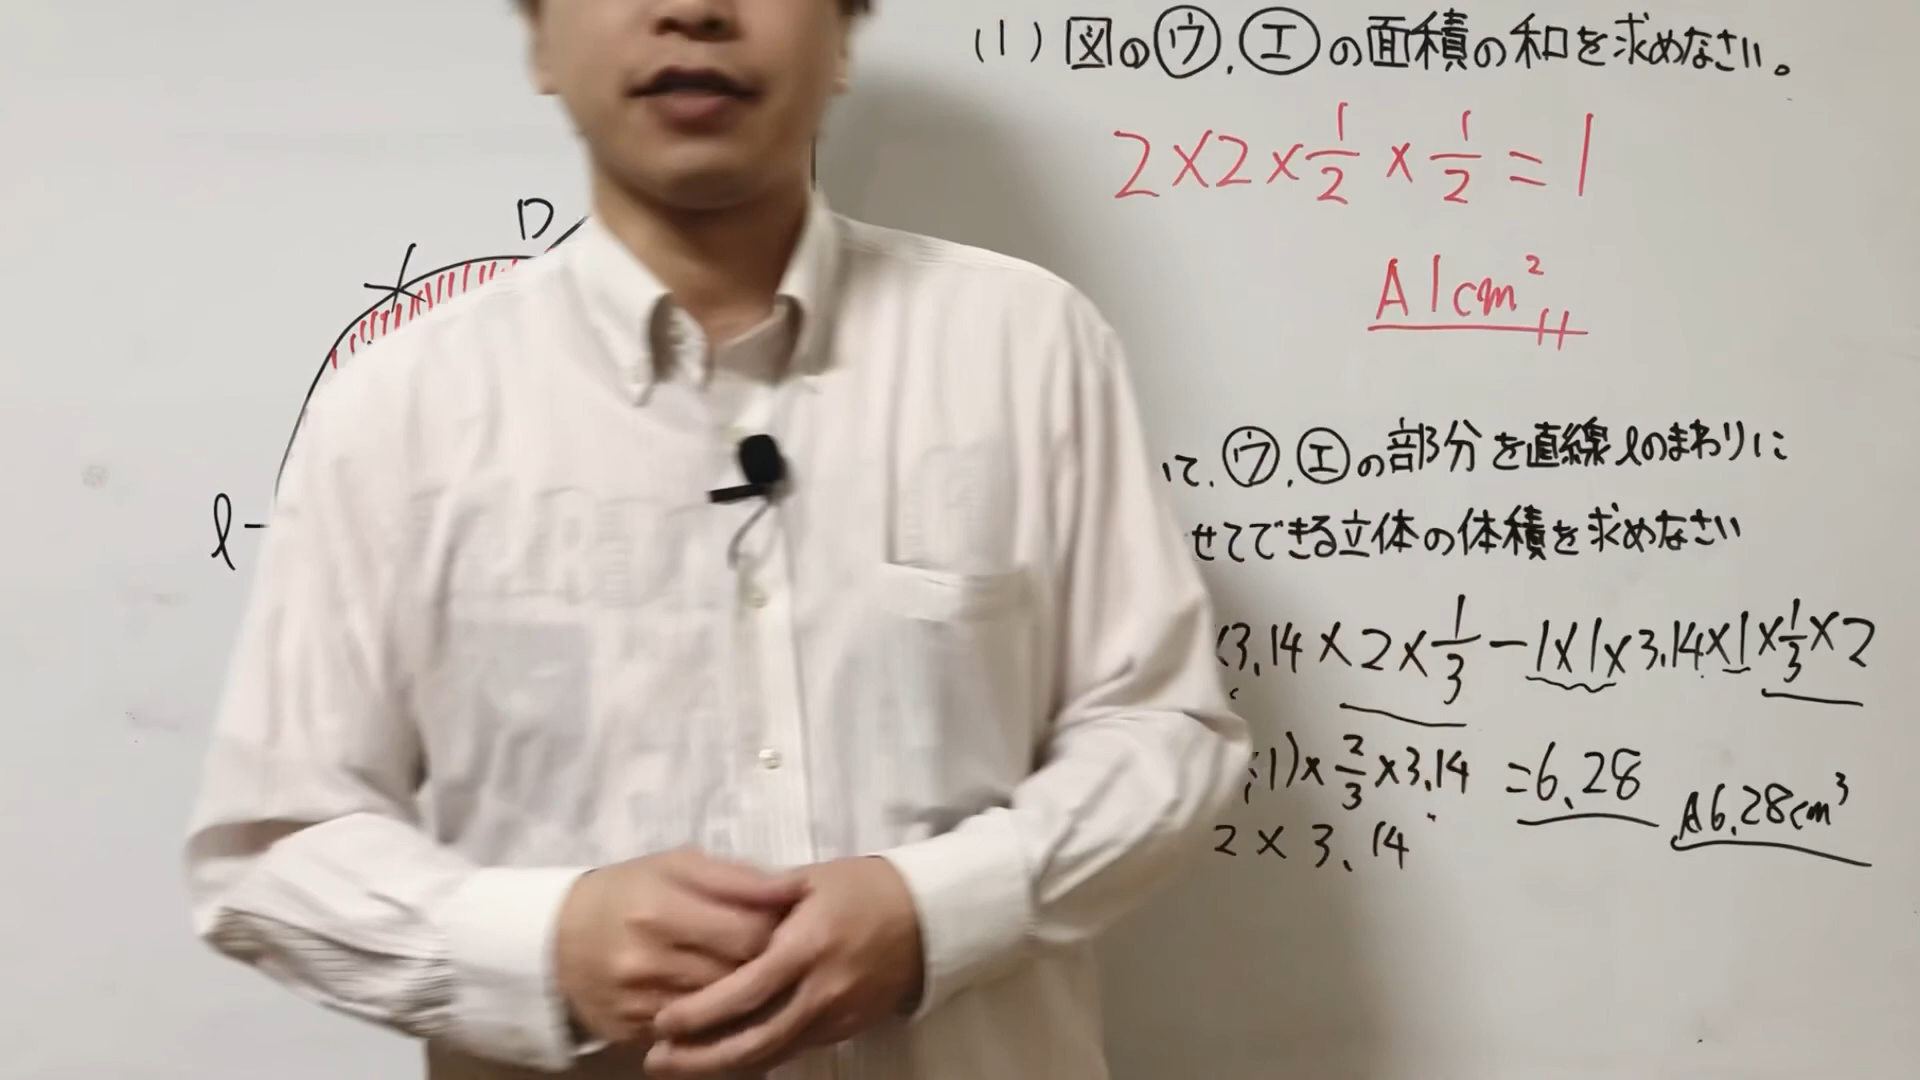 (1) 図の㋒,㋓の面積の和を求めなさい。
2×2×1/2×1/2=1
A 1cm²
D
ℓ
いて,㋒,㋓の部分を直線ℓのまわりに
せてできる立体の体積を求めなさい
×3.14×2×1/3-1×1×3.14×1×1/3×2
1)×2/3×3.14 =6.28
A6.28cm³
2×3.14